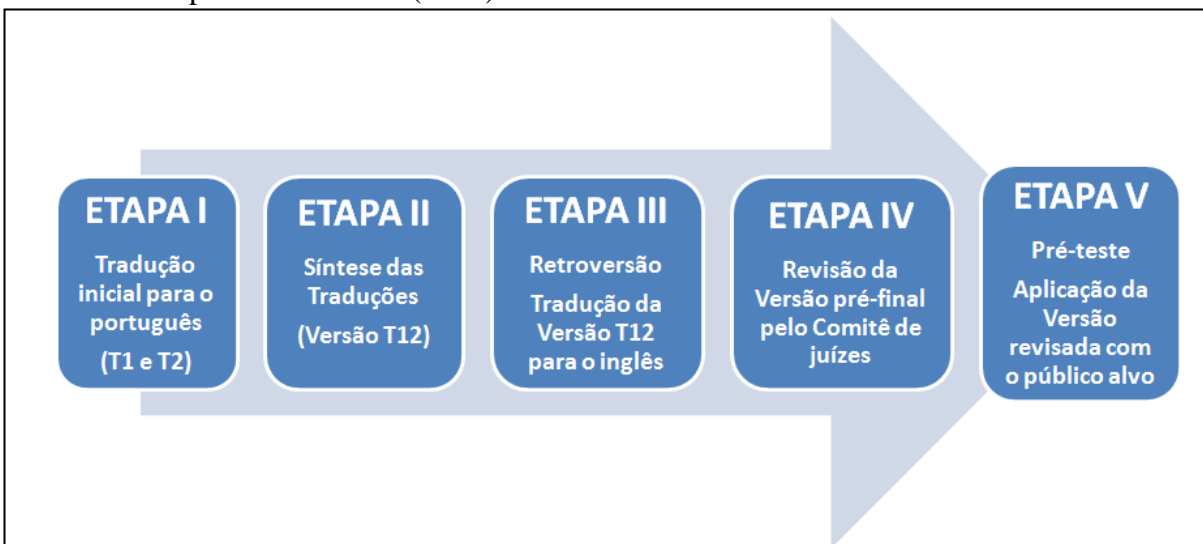 ETAPA I
Tradução
inicial para o
português
(T1 e T2)
ETAPA II
Síntese das
Traduções
(Versão T12)
ETAPA III
Retroversão
Tradução da
Versão T12
para o inglês
ETAPA IV
Revisão da
Versão pré-final
pelo Comitê de
juízes
ETAPA V
Pré-teste
Aplicação da
Versão
revisada com
o público alvo